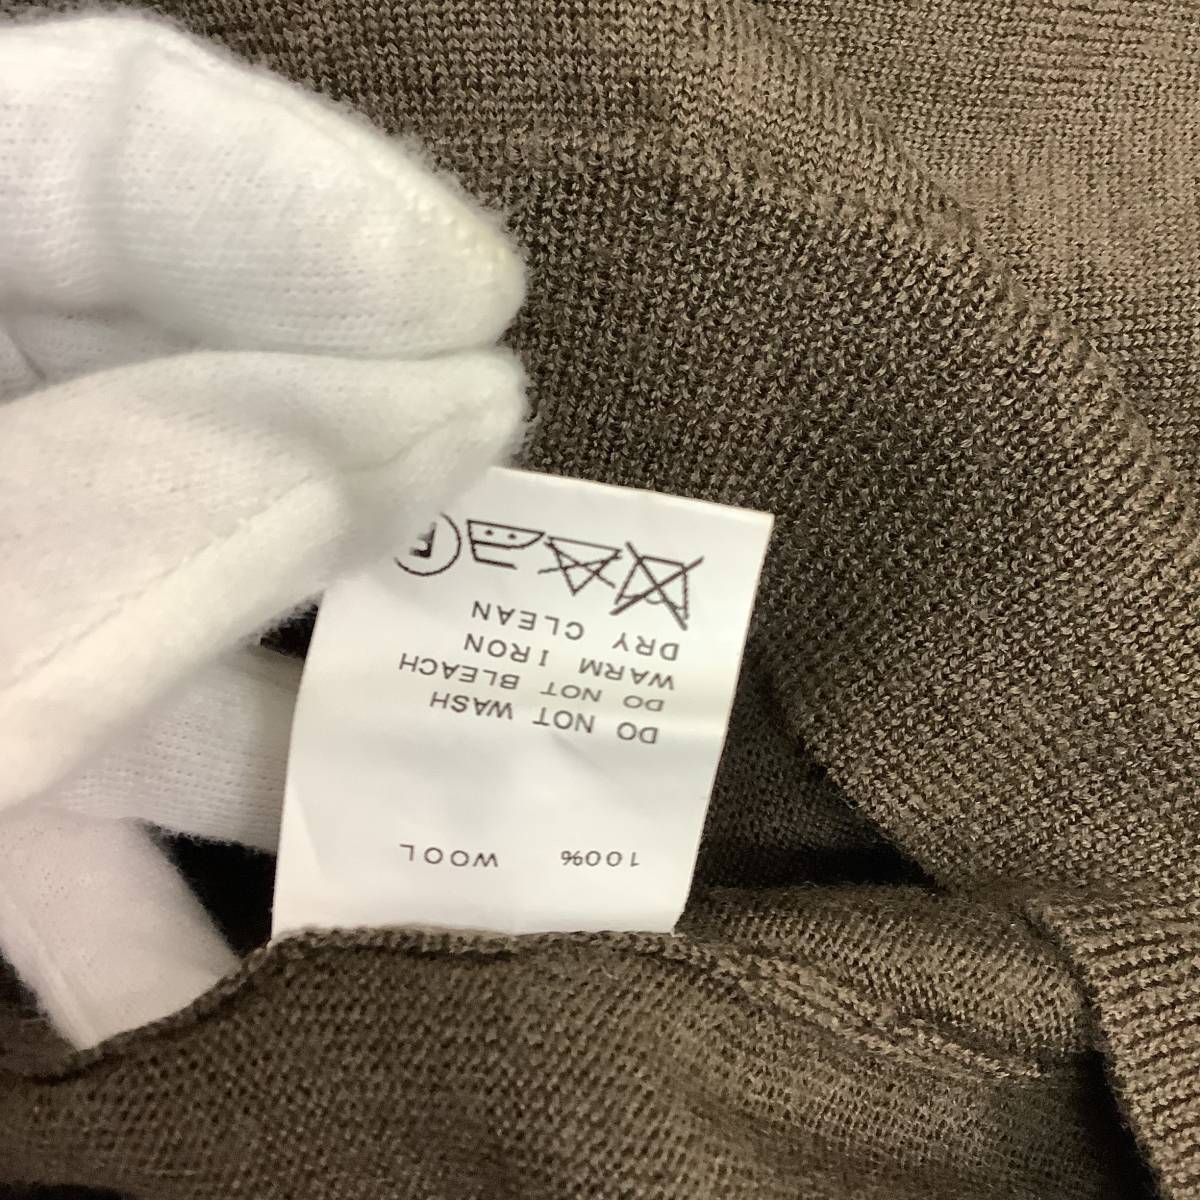 100% WOOL
DO NOT WASH
DO NOT BLEACH
WARM IRON
DRY CLEAN
F